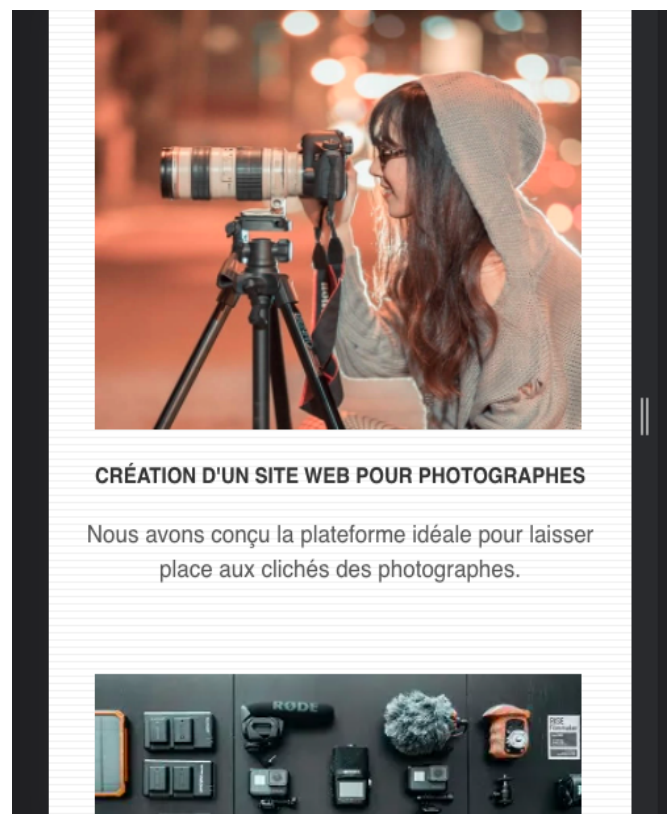 CRÉATION D'UN SITE WEB POUR PHOTOGRAPHES
Nous avons conçu la plateforme idéale pour laisser
place aux clichés des photographes.
RØDE